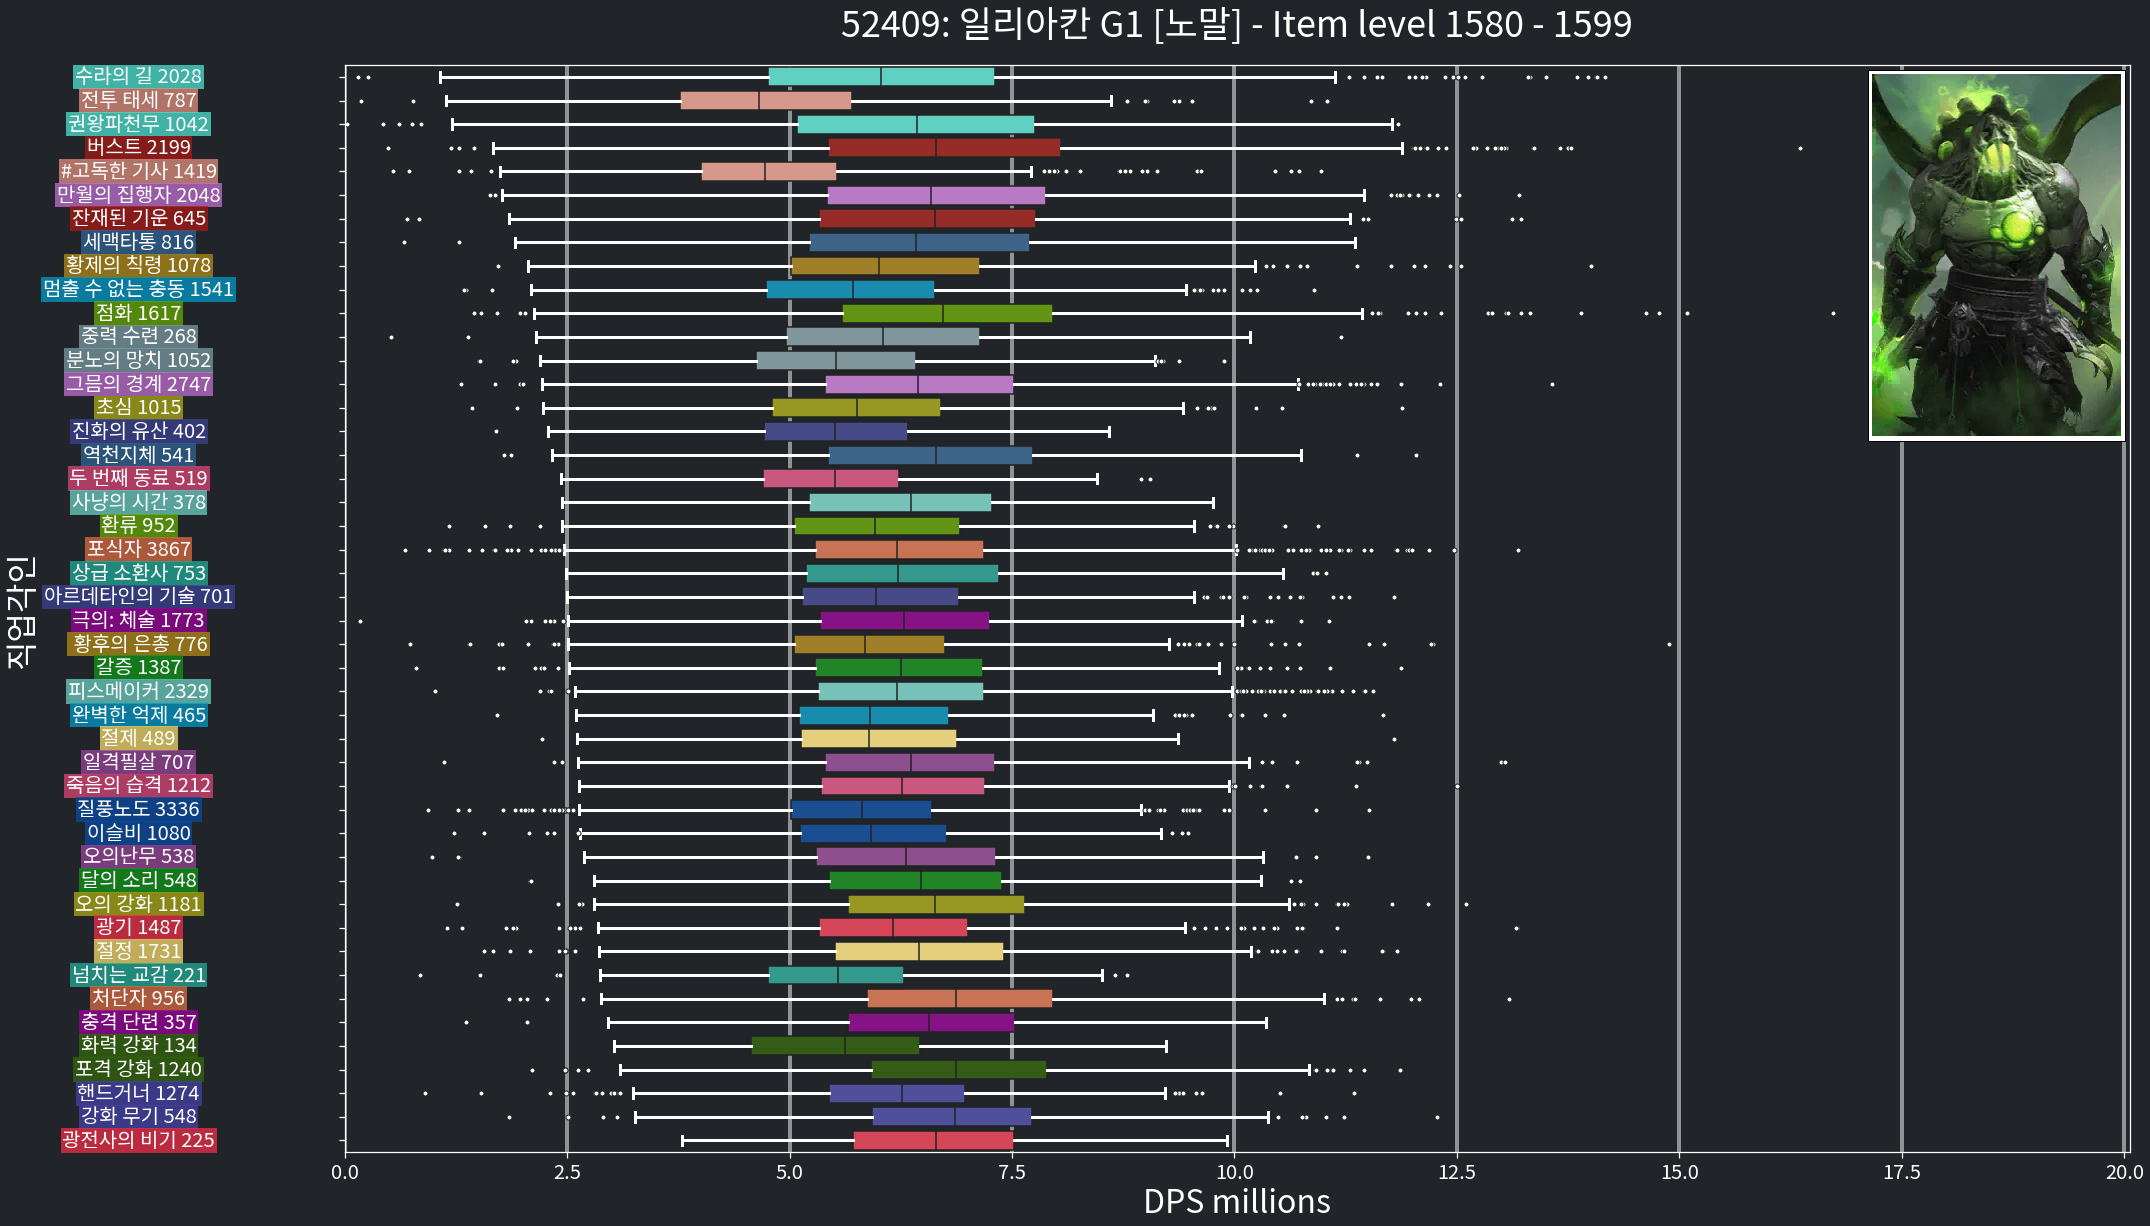 52409: 일리아칸 G1 [노말] - Item level 1580 - 1599
직업각인
수라의 길 2028
전투 태세 787
권왕파천무 1042
버스트 2199
#고독한 기사 1419
만월의 집행자 2048
잔재된 기운 645
세맥타통 816
황제의 칙령 1078
멈출 수 없는 충동 1541
점화 1617
중력 수련 268
분노의 망치 1052
그믐의 경계 2747
초심 1015
진화의 유산 402
역천지체 541
두 번째 동료 519
사냥의 시간 378
환류 952
포식자 3867
상급 소환사 753
아르데타인의 기술 701
극의: 체술 1773
황후의 은총 776
갈증 1387
피스메이커 2329
완벽한 억제 465
절제 489
일격필살 707
죽음의 습격 1212
질풍노도 3336
이슬비 1080
오의난무 538
달의 소리 548
오의 강화 1181
광기 1487
절정 1731
넘치는 교감 221
처단자 956
충격 단련 357
화력 강화 134
포격 강화 1240
핸드거너 1274
강화 무기 548
광전사의 비기 225
0.0 2.5 5.0 7.5 10.0 12.5 15.0 17.5 20.0
DPS millions